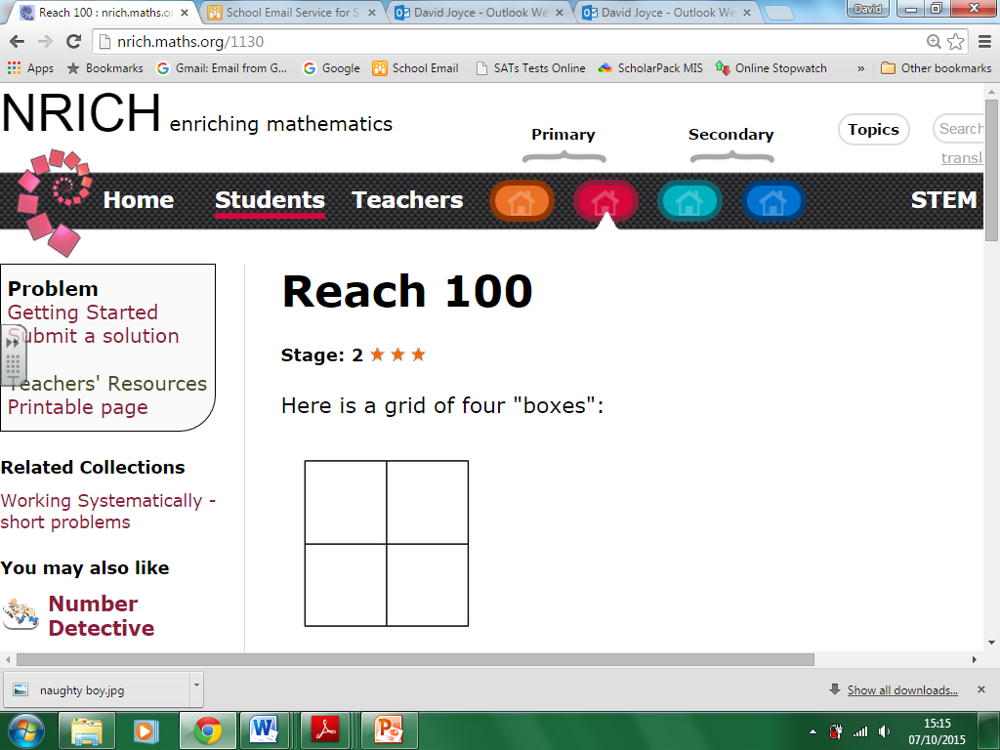 Reach 100 : nrich.maths.o
School Email Service for S
David Joyce - Outlook We
David Joyce - Outlook We
David
nrich.maths.org/1130
Apps
Bookmarks
Gmail: Email from G...
Google
School Email
SATs Tests Online
ScholarPack MIS
Online Stopwatch
»
Other bookmarks
NRICH enriching mathematics
Primary
Secondary
Topics
Search
transl
Home
Students
Teachers
STEM
Problem
Getting Started
Submit a solution
Teachers' Resources
Printable page
Related Collections
Working Systematically -
short problems
You may also like
Number
Detective
Reach 100
Stage: 2
Here is a grid of four "boxes":
naughty boy.jpg
Show all downloads...
15:15
07/10/2015